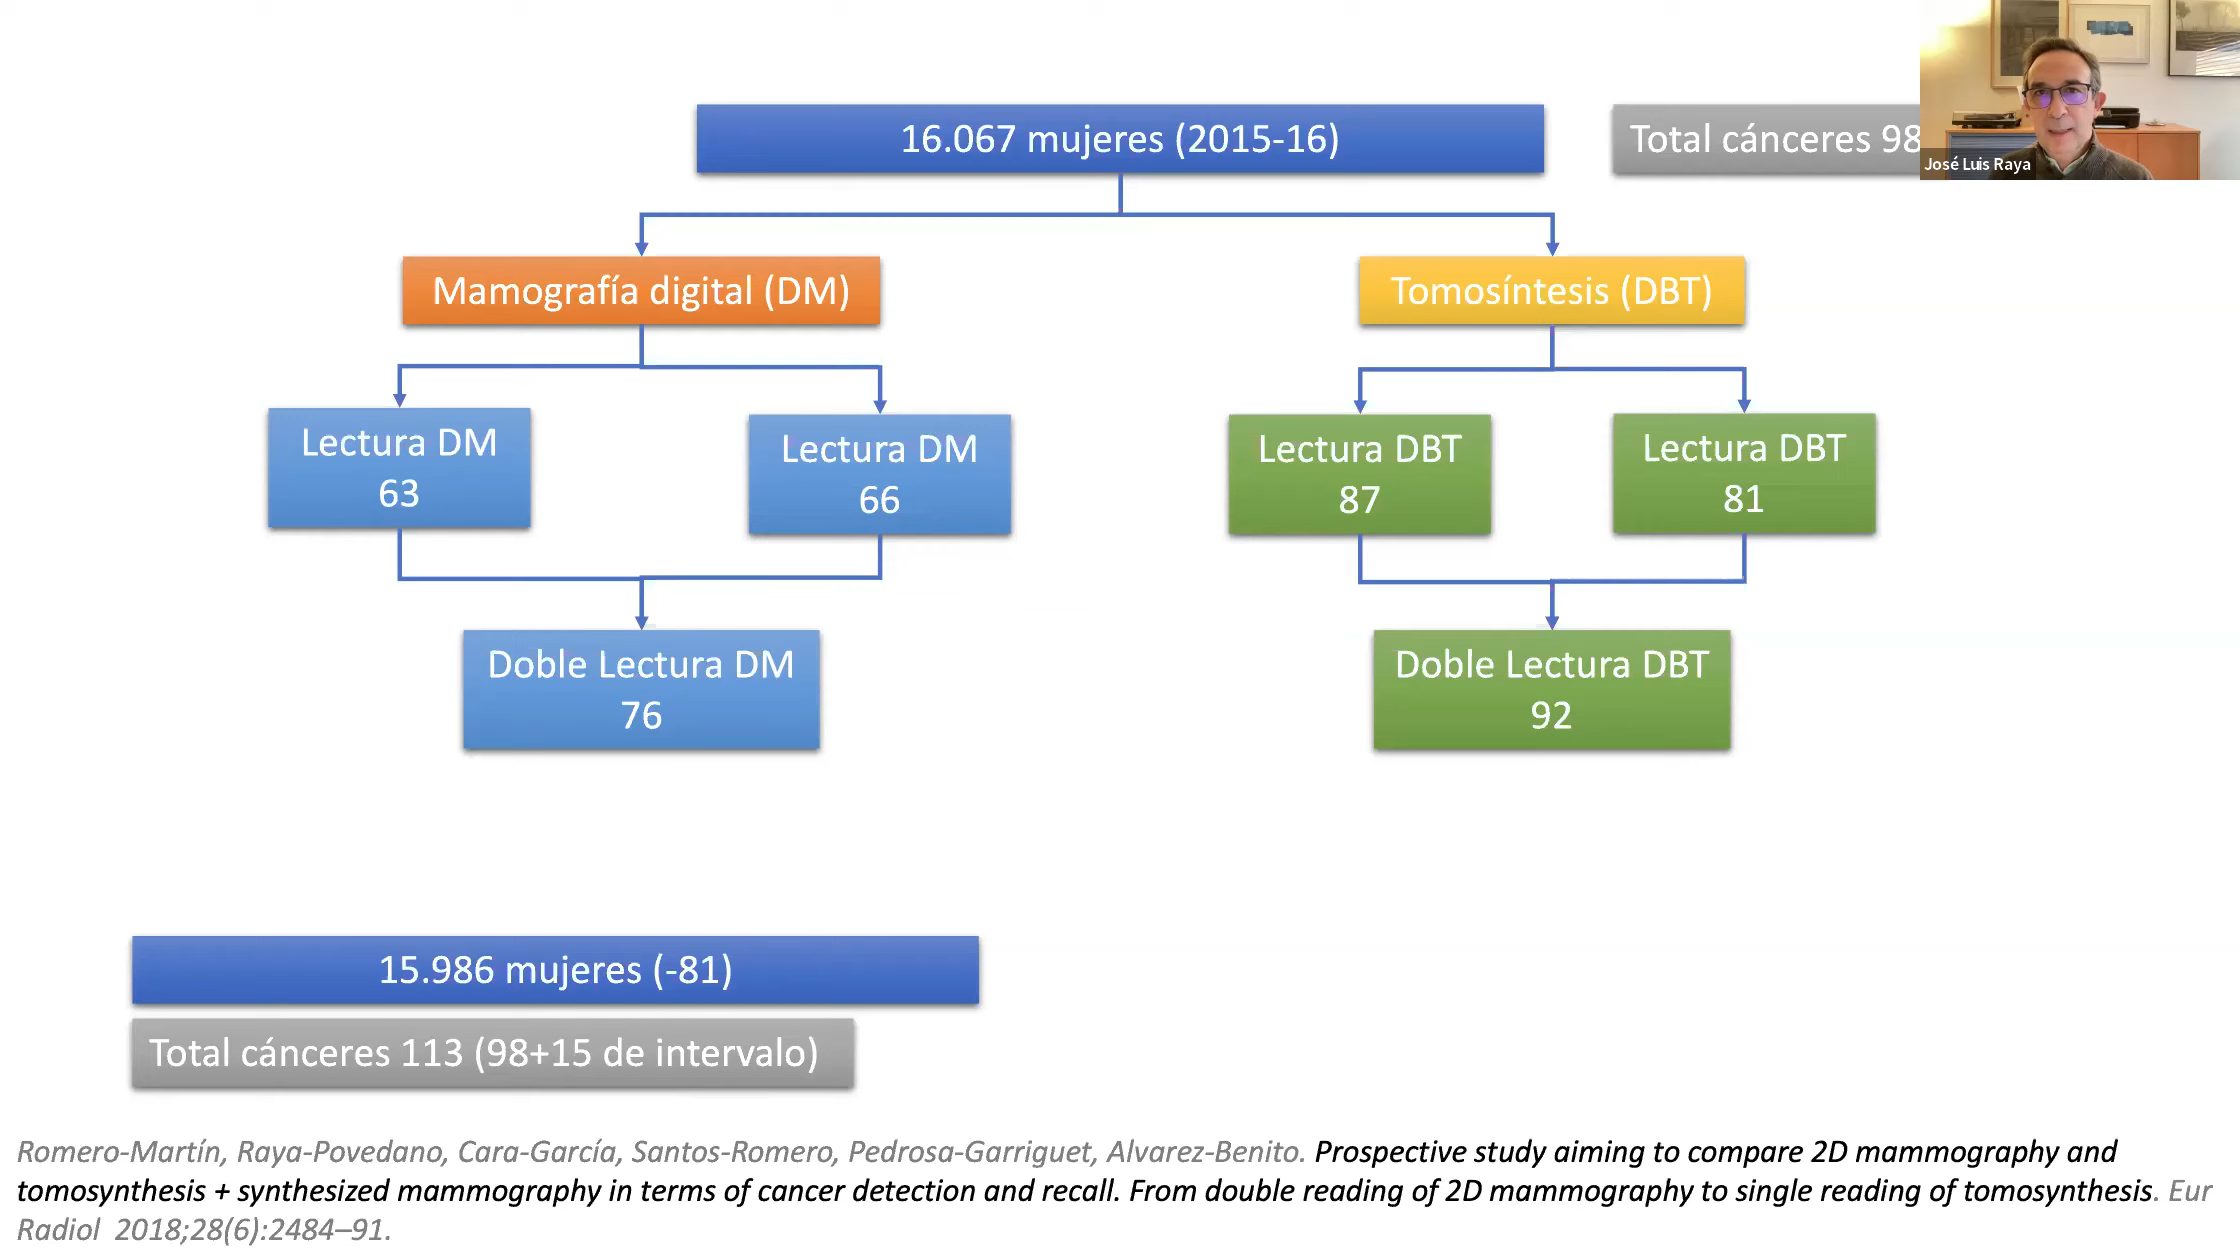 16.067 mujeres (2015-16)
Total cánceres 98
José Luis Raya
Mamografía digital (DM)
Tomosíntesis (DBT)
Lectura DM
63
Lectura DM
66
Lectura DBT
87
Lectura DBT
81
Doble Lectura DM
76
Doble Lectura DBT
92
15.986 mujeres (-81)
Total cánceres 113 (98+15 de intervalo)
Romero-Martín, Raya-Povedano, Cara-García, Santos-Romero, Pedrosa-Garriguet, Alvarez-Benito. Prospective study aiming to compare 2D mammography and
tomosynthesis + synthesized mammography in terms of cancer detection and recall. From double reading of 2D mammography to single reading of tomosynthesis. Eur
Radiol 2018;28(6):2484–91.